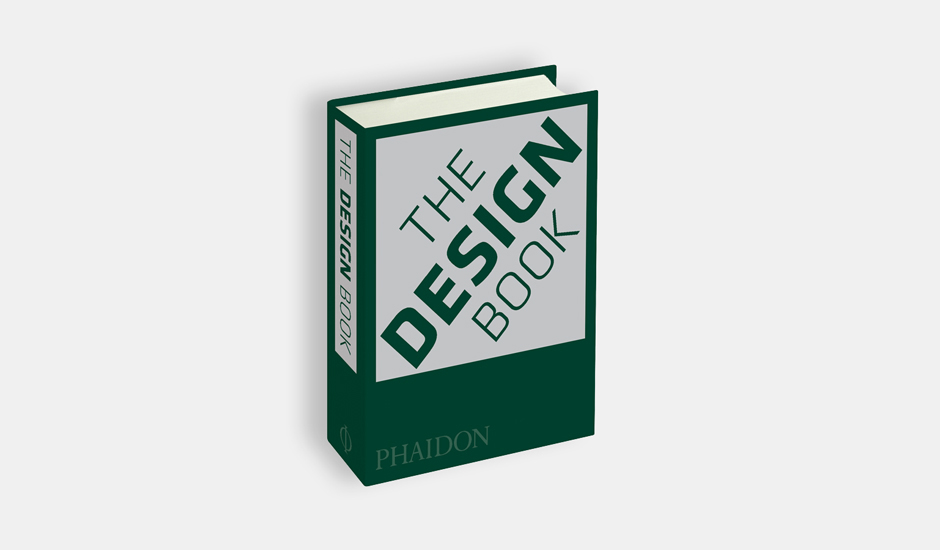 THE DESIGN BOOK
THE
DESIGN
BOOK
PHAIDON